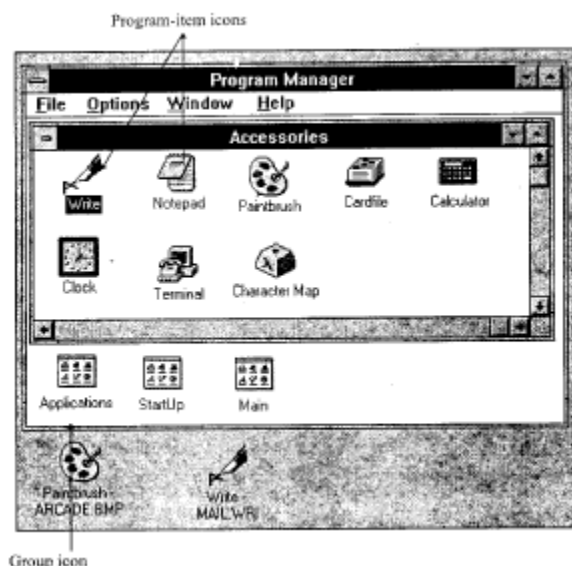 Program-item icons
Program Manager
File Options Window Help
Accessories
Write Notepad Paintbrush Cardfile Calculator
Clock Terminal Character Map
Applications StartUp Main
Paintbrush - Write -
ARCADE.BMP MAIL.WRI
Group icon